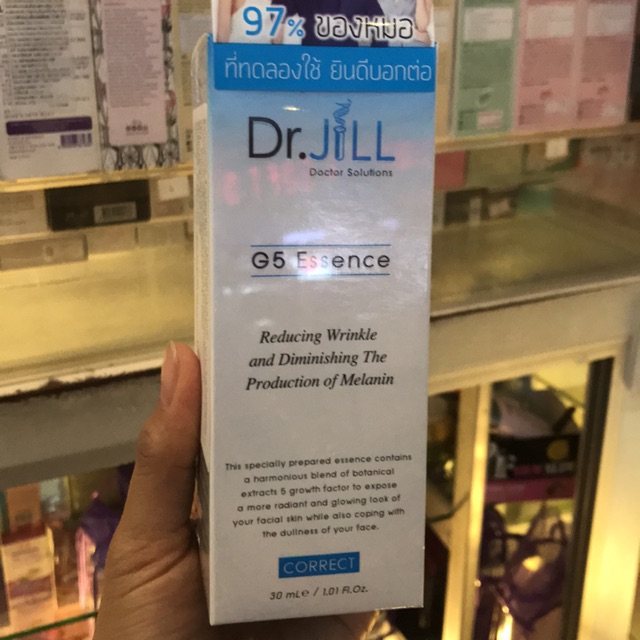 97% ของหมอ
ที่ทดลองใช้ ยินดีบอกต่อ
Dr.JiLL
Doctor Solutions
G5 Essence
Reducing Wrinkle
and Diminishing The
Production of Melanin
This specially prepared essence contains
a harmonious blend of botanical
extracts 5 growth factor to expose
a more radiant and glowing look of
your facial skin while also coping with
the dullness of your face.
CORRECT
30 mL℮ / 1.01 Fl.Oz.